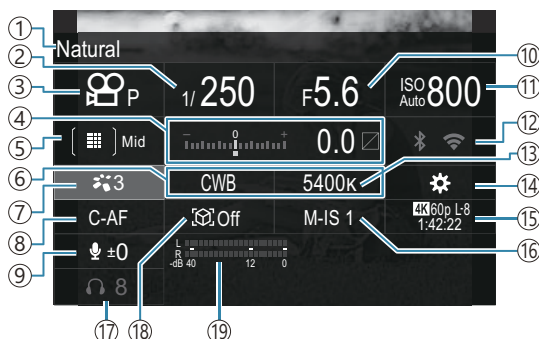 ① Natural
② 1/250 F5.6 ⑩ ISO Auto 800 ⑪
③ P
④ − 0 + 0.0 ⑫
⑤ Mid
⑥ CWB 5400K ⑬
⑦ 3 ⑭
⑧ C-AF Off M-IS 1 4K 60p L-8 ⑮
1:42:22
⑨ ±0 L
R
-dB 40 12 0 ⑯
8
⑰ ⑱ ⑲